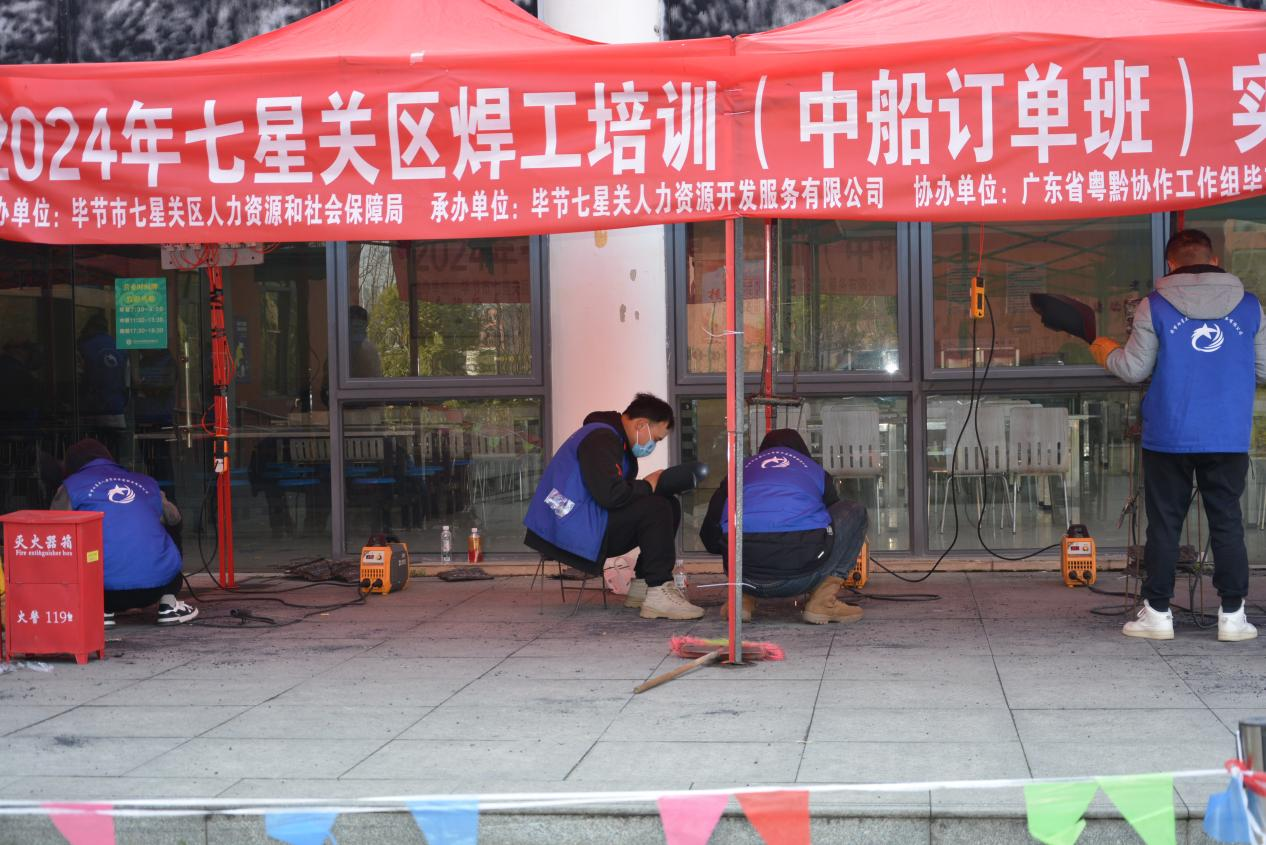 2024年七星关区焊工培训（中船订单班）实
办单位：毕节市七星关区人力资源和社会保障局 承办单位：毕节七星关人力资源开发服务有限公司 协办单位：广东省粤黔协作工作组毕
灭火器箱
Fire extinguisher box
火警 119